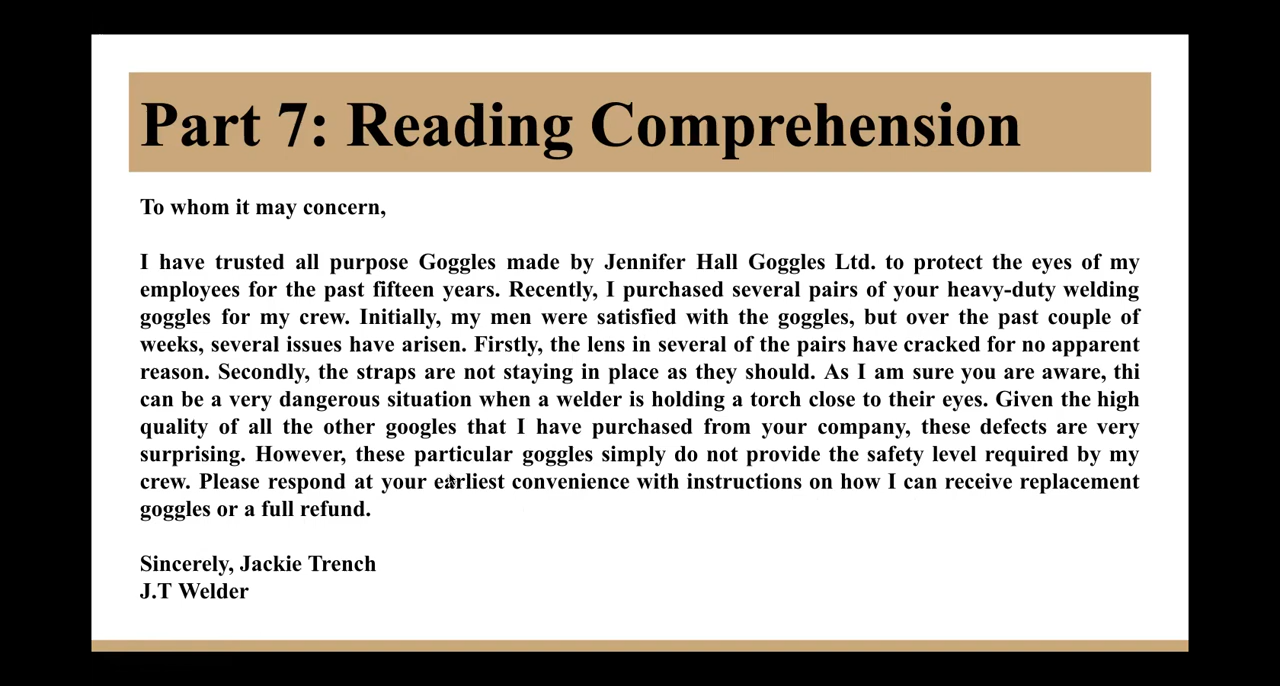 Part 7: Reading Comprehension
To whom it may concern,
I have trusted all purpose Goggles made by Jennifer Hall Goggles Ltd. to protect the eyes of my
employees for the past fifteen years. Recently, I purchased several pairs of your heavy-duty welding
goggles for my crew. Initially, my men were satisfied with the goggles, but over the past couple of
weeks, several issues have arisen. Firstly, the lens in several of the pairs have cracked for no apparent
reason. Secondly, the straps are not staying in place as they should. As I am sure you are aware, thi
can be a very dangerous situation when a welder is holding a torch close to their eyes. Given the high
quality of all the other googles that I have purchased from your company, these defects are very
surprising. However, these particular goggles simply do not provide the safety level required by my
crew. Please respond at your earliest convenience with instructions on how I can receive replacement
goggles or a full refund.
Sincerely, Jackie Trench
J.T Welder